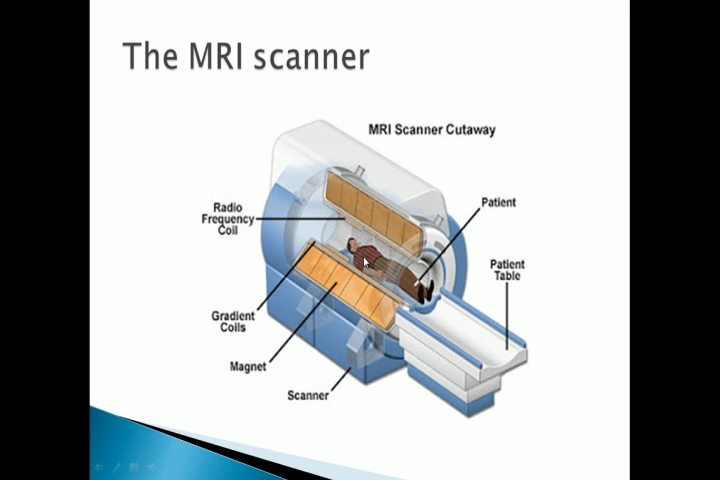 The MRI scanner
MRI Scanner Cutaway
Radio
Frequency
Coil
Patient
Patient
Table
Gradient
Coils
Magnet
Scanner